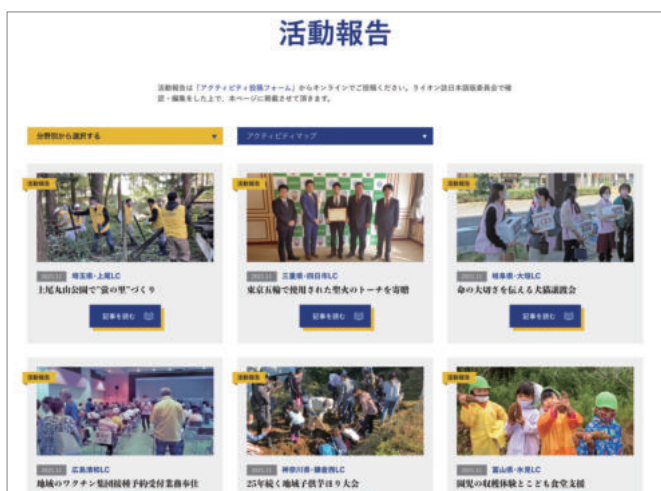 活動報告
活動報告は「アクティビティ投稿フォーム」からオンラインでご投稿ください。ライオン誌日本語版委員会で確
認・編集をした上で、本ページに掲載させて頂きます。
分野別から選択する
アクティビティマップ
活動報告
埼玉県・上尾LC
上尾丸山公園で"蛍の里"づくり
記事を読む
活動報告
三重県・四日市LC
東京五輪で使用された聖火のトーチを寄贈
記事を読む
活動報告
岐阜県・大垣LC
命の大切さを伝える犬猫譲渡会
記事を読む
活動報告
広島県・広島浦和LC
地域のワクチン集団接種予約受付業務奉仕
活動報告
神奈川県・鎌倉西LC
25年続く地域子供芋ほり大会
活動報告
富山県・氷見LC
園児の収穫体験とこども食堂支援